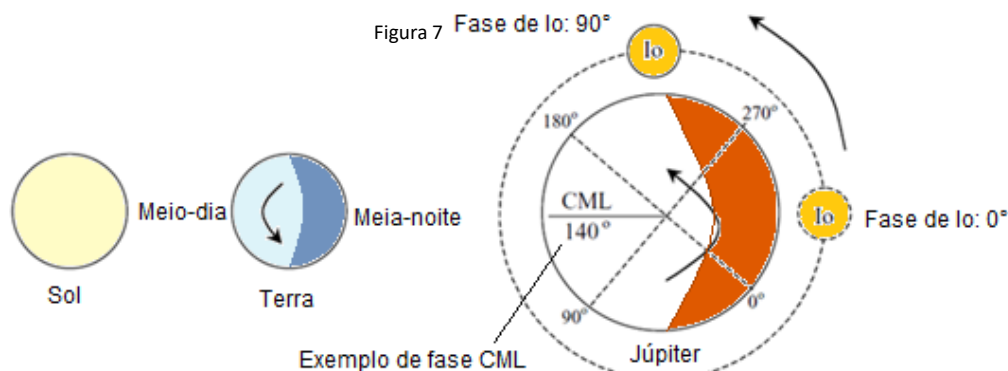 Figura 7
Fase de Io: 90°
Io
180°
270°
Meio-dia
Meia-noite
CML
140°
Io
Fase de Io: 0°
Sol
Terra
90°
0°
Júpiter
Exemplo de fase CML